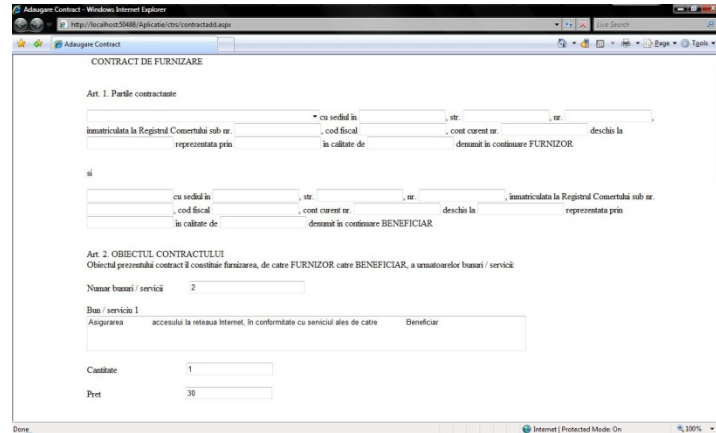 Adaugare Contract - Windows Internet Explorer
http://localhost:50488/Aplicatie/ctrs/contractadd.aspx
Live Search
Adaugare Contract
Page
Tools
CONTRACT DE FURNIZARE
Art. 1. Partile contractante
cu sediul în , str. , nr. ,
inmatriculata la Registrul Comertului sub nr. , cod fiscal , cont curent nr. deschis la
reprezentata prin in calitate de denumit in continuare FURNIZOR
si
cu sediul in , str. , nr. , inmatriculata la Registrul Comertului sub nr.
, cod fiscal , cont curent nr. deschis la reprezentata prin
in calitate de denumit in continuare BENEFICIAR
Art. 2. OBIECTUL CONTRACTULUI
Obiectul prezentului contract îl constituie furnizarea, de catre FURNIZOR catre BENEFICIAR, a urmatoarelor bunuri / servicii:
Numar bunuri / servicii 2
Bun / serviciu 1
Asigurarea accesului la reteaua Internet, în conformitate cu serviciul ales de catre Beneficiar
Cantitate 1
Pret 30
Done
Internet | Protected Mode: On
100%